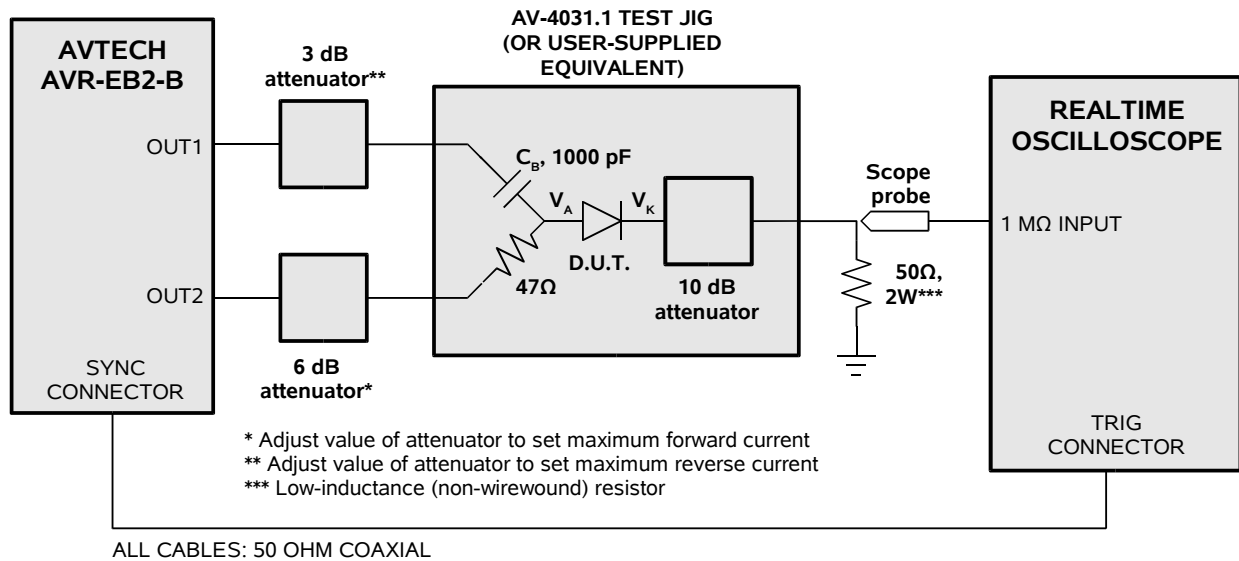 AVTECH
AVR-EB2-B
OUT1
OUT2
SYNC
CONNECTOR
3 dB
attenuator**
6 dB
attenuator*
AV-4031.1 TEST JIG
(OR USER-SUPPLIED
EQUIVALENT)
C_B, 1000 pF
V_A
V_K
D.U.T.
47Ω
10 dB
attenuator
Scope
probe
50Ω,
2W***
REALTIME
OSCILLOSCOPE
1 MΩ INPUT
TRIG
CONNECTOR
* Adjust value of attenuator to set maximum forward current
** Adjust value of attenuator to set maximum reverse current
*** Low-inductance (non-wirewound) resistor
ALL CABLES: 50 OHM COAXIAL